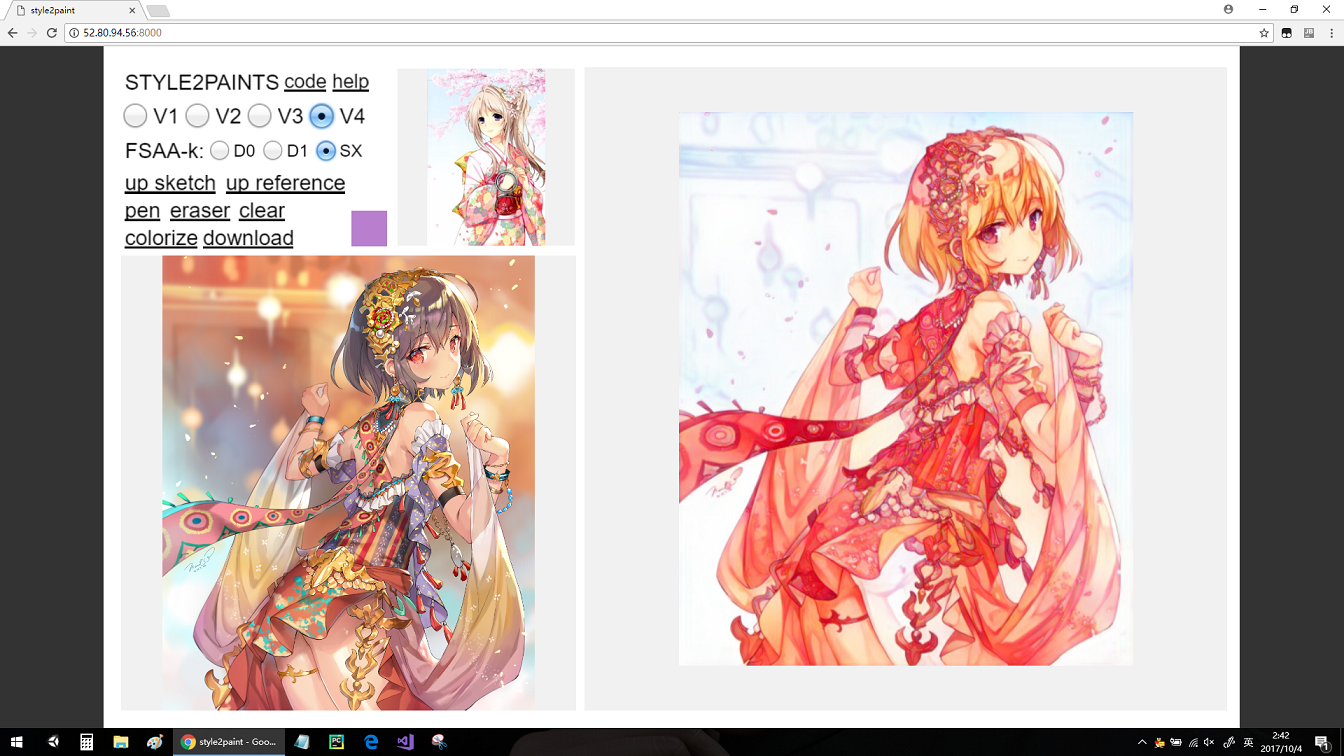 style2paint
52.80.94.56:8000
STYLE2PAINTS code help
V1 V2 V3 V4
FSAA-k: D0 D1 SX
up sketch up reference
pen eraser clear
colorize download
style2paint - Goo...
英
2:42
2017/10/4